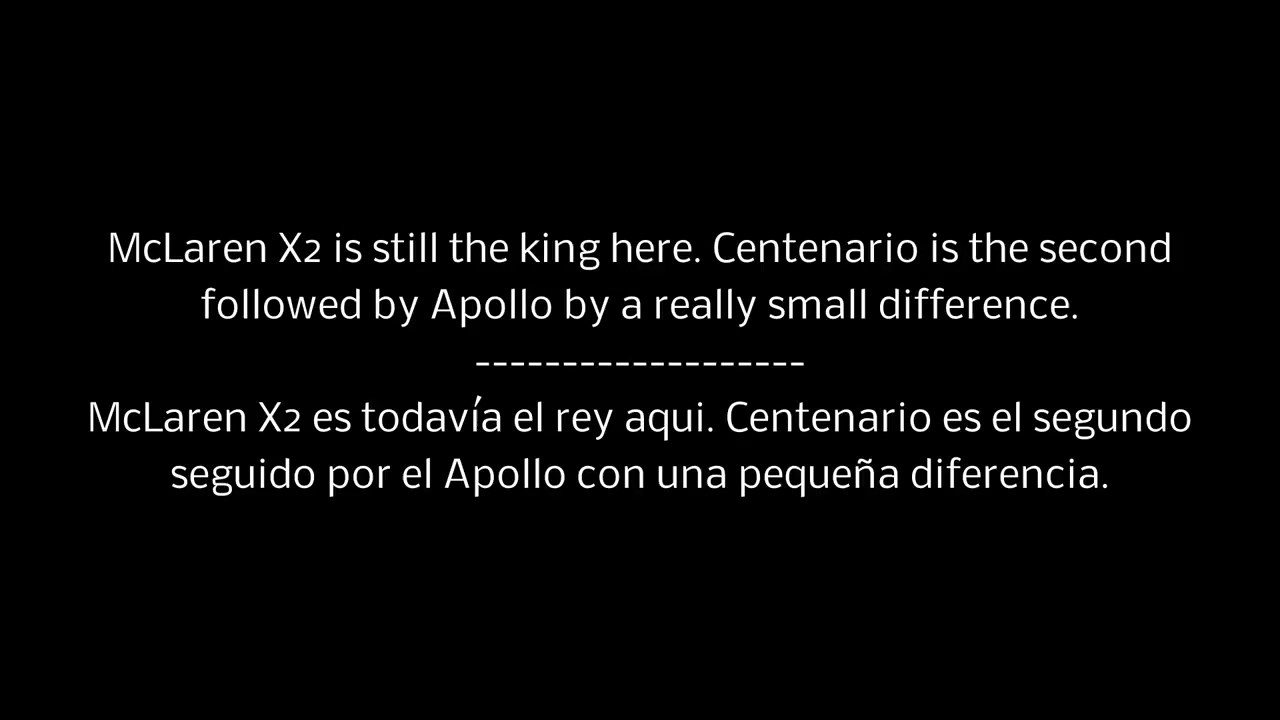 McLaren X2 is still the king here. Centenario is the second
followed by Apollo by a really small difference.
-------------------
McLaren X2 es todavía el rey aqui. Centenario es el segundo
seguido por el Apollo con una pequeña diferencia.